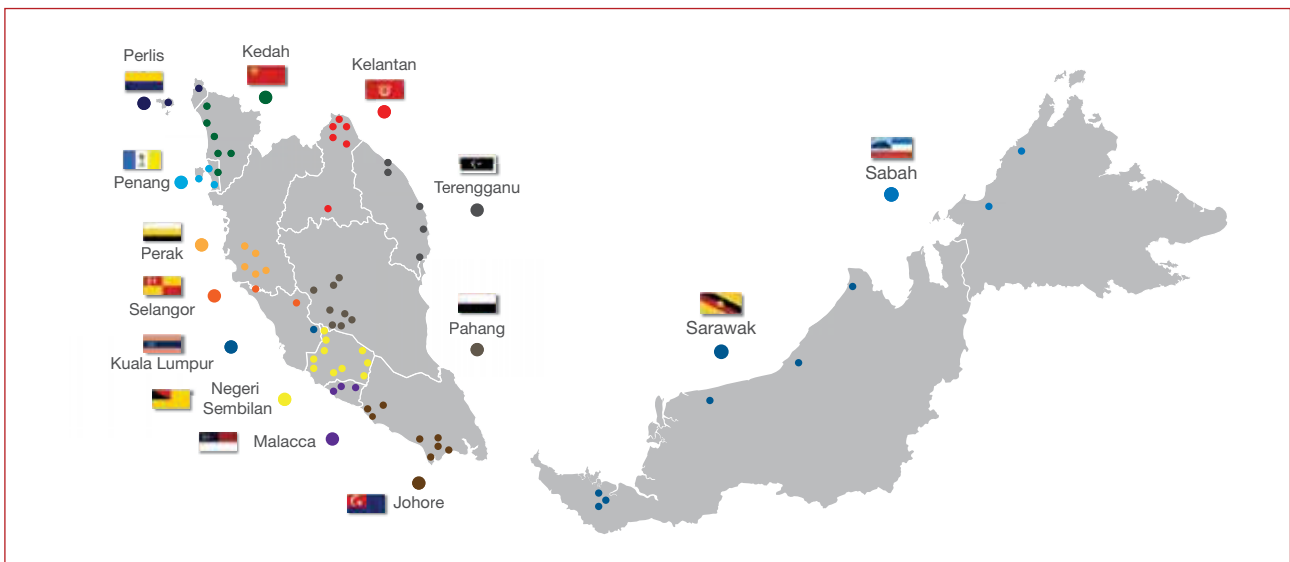 Perlis
Kedah
Kelantan
Penang
Terengganu
Sabah
Perak
Selangor
Pahang
Sarawak
Kuala Lumpur
Negeri
Sembilan
Malacca
Johore